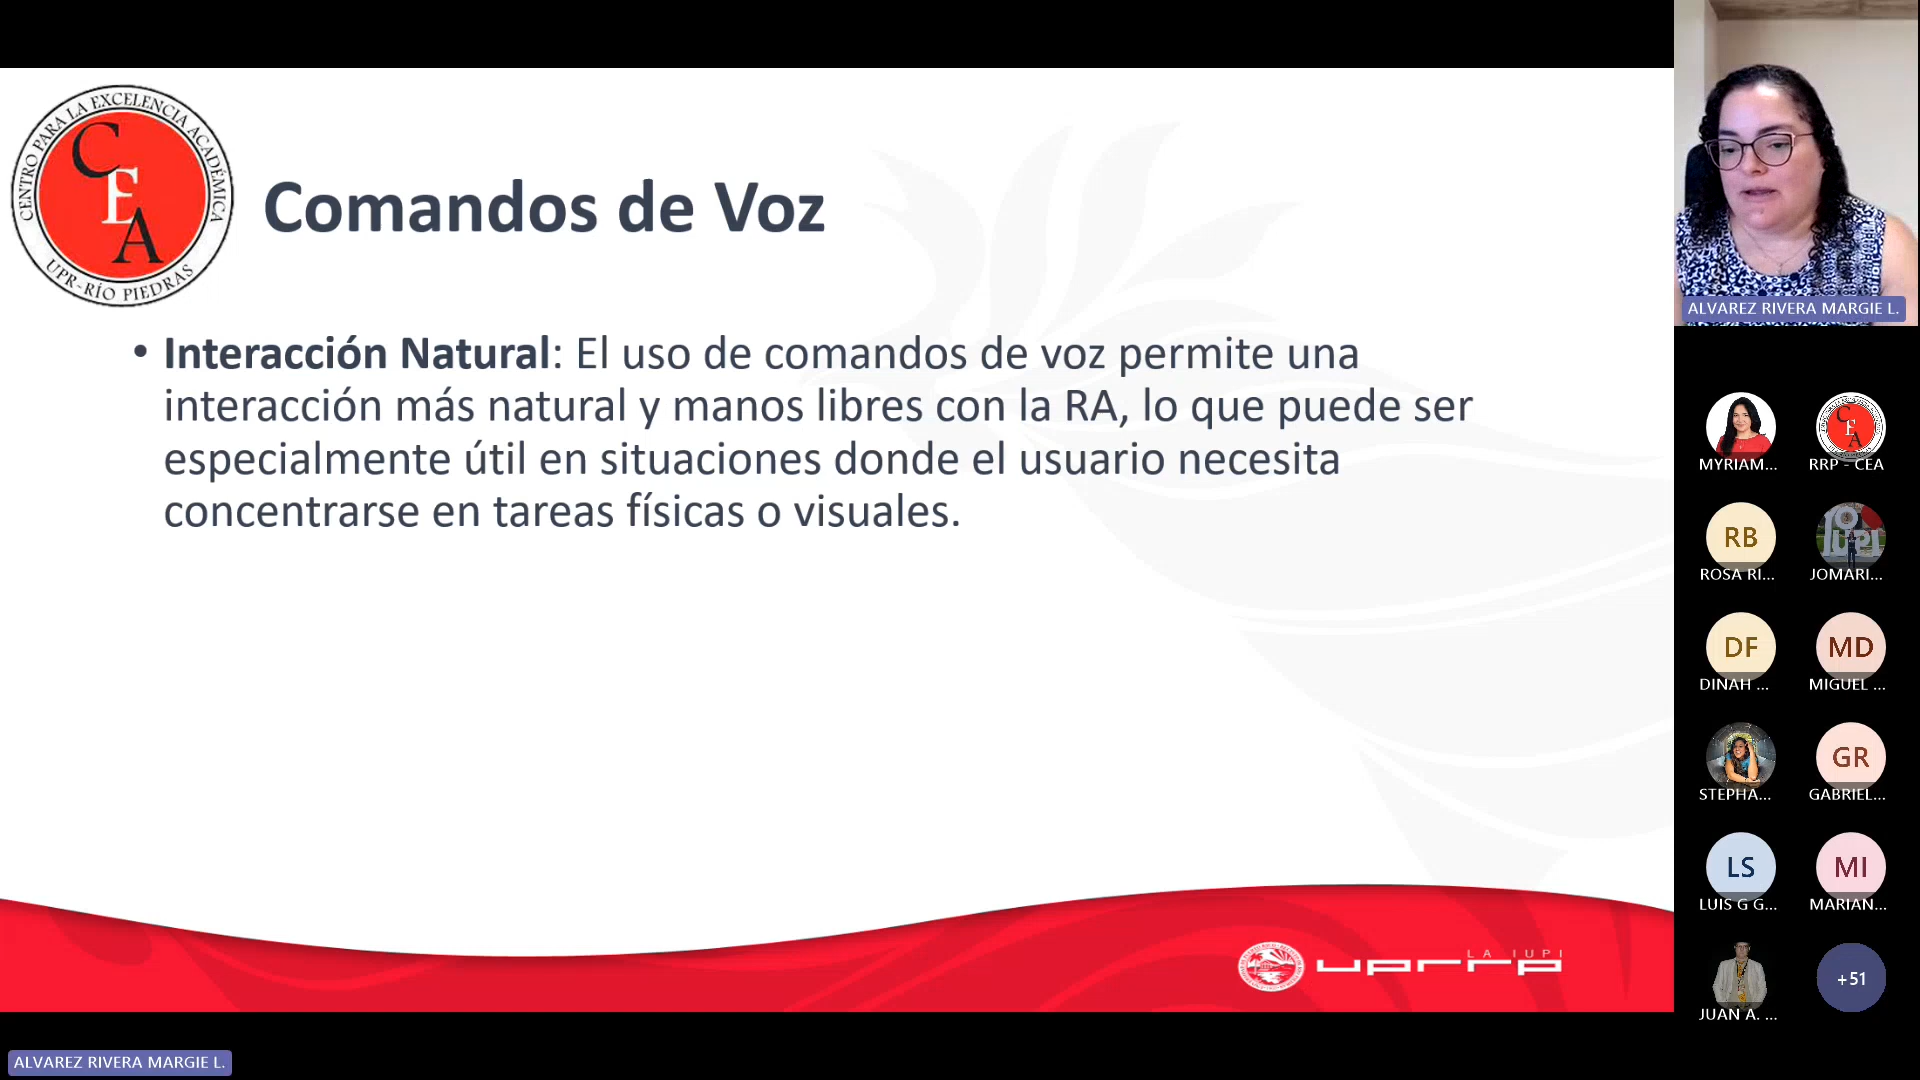 CENTRO PARA LA EXCELENCIA ACADÉMICA
CEA
UPR-RÍO PIEDRAS
Comandos de Voz
• Interacción Natural: El uso de comandos de voz permite una
interacción más natural y manos libres con la RA, lo que puede ser
especialmente útil en situaciones donde el usuario necesita
concentrarse en tareas físicas o visuales.
LA IUPI
uprrp
ALVAREZ RIVERA MARGIE L.
MYRIAM...
RRP - CEA
RB
ROSA RI...
JOMARI...
DF
DINAH ...
MD
MIGUEL ...
STEPHA...
GR
GABRIEL...
LS
LUIS G G...
MI
MARIAN...
JUAN A. ...
+51
ALVAREZ RIVERA MARGIE L.